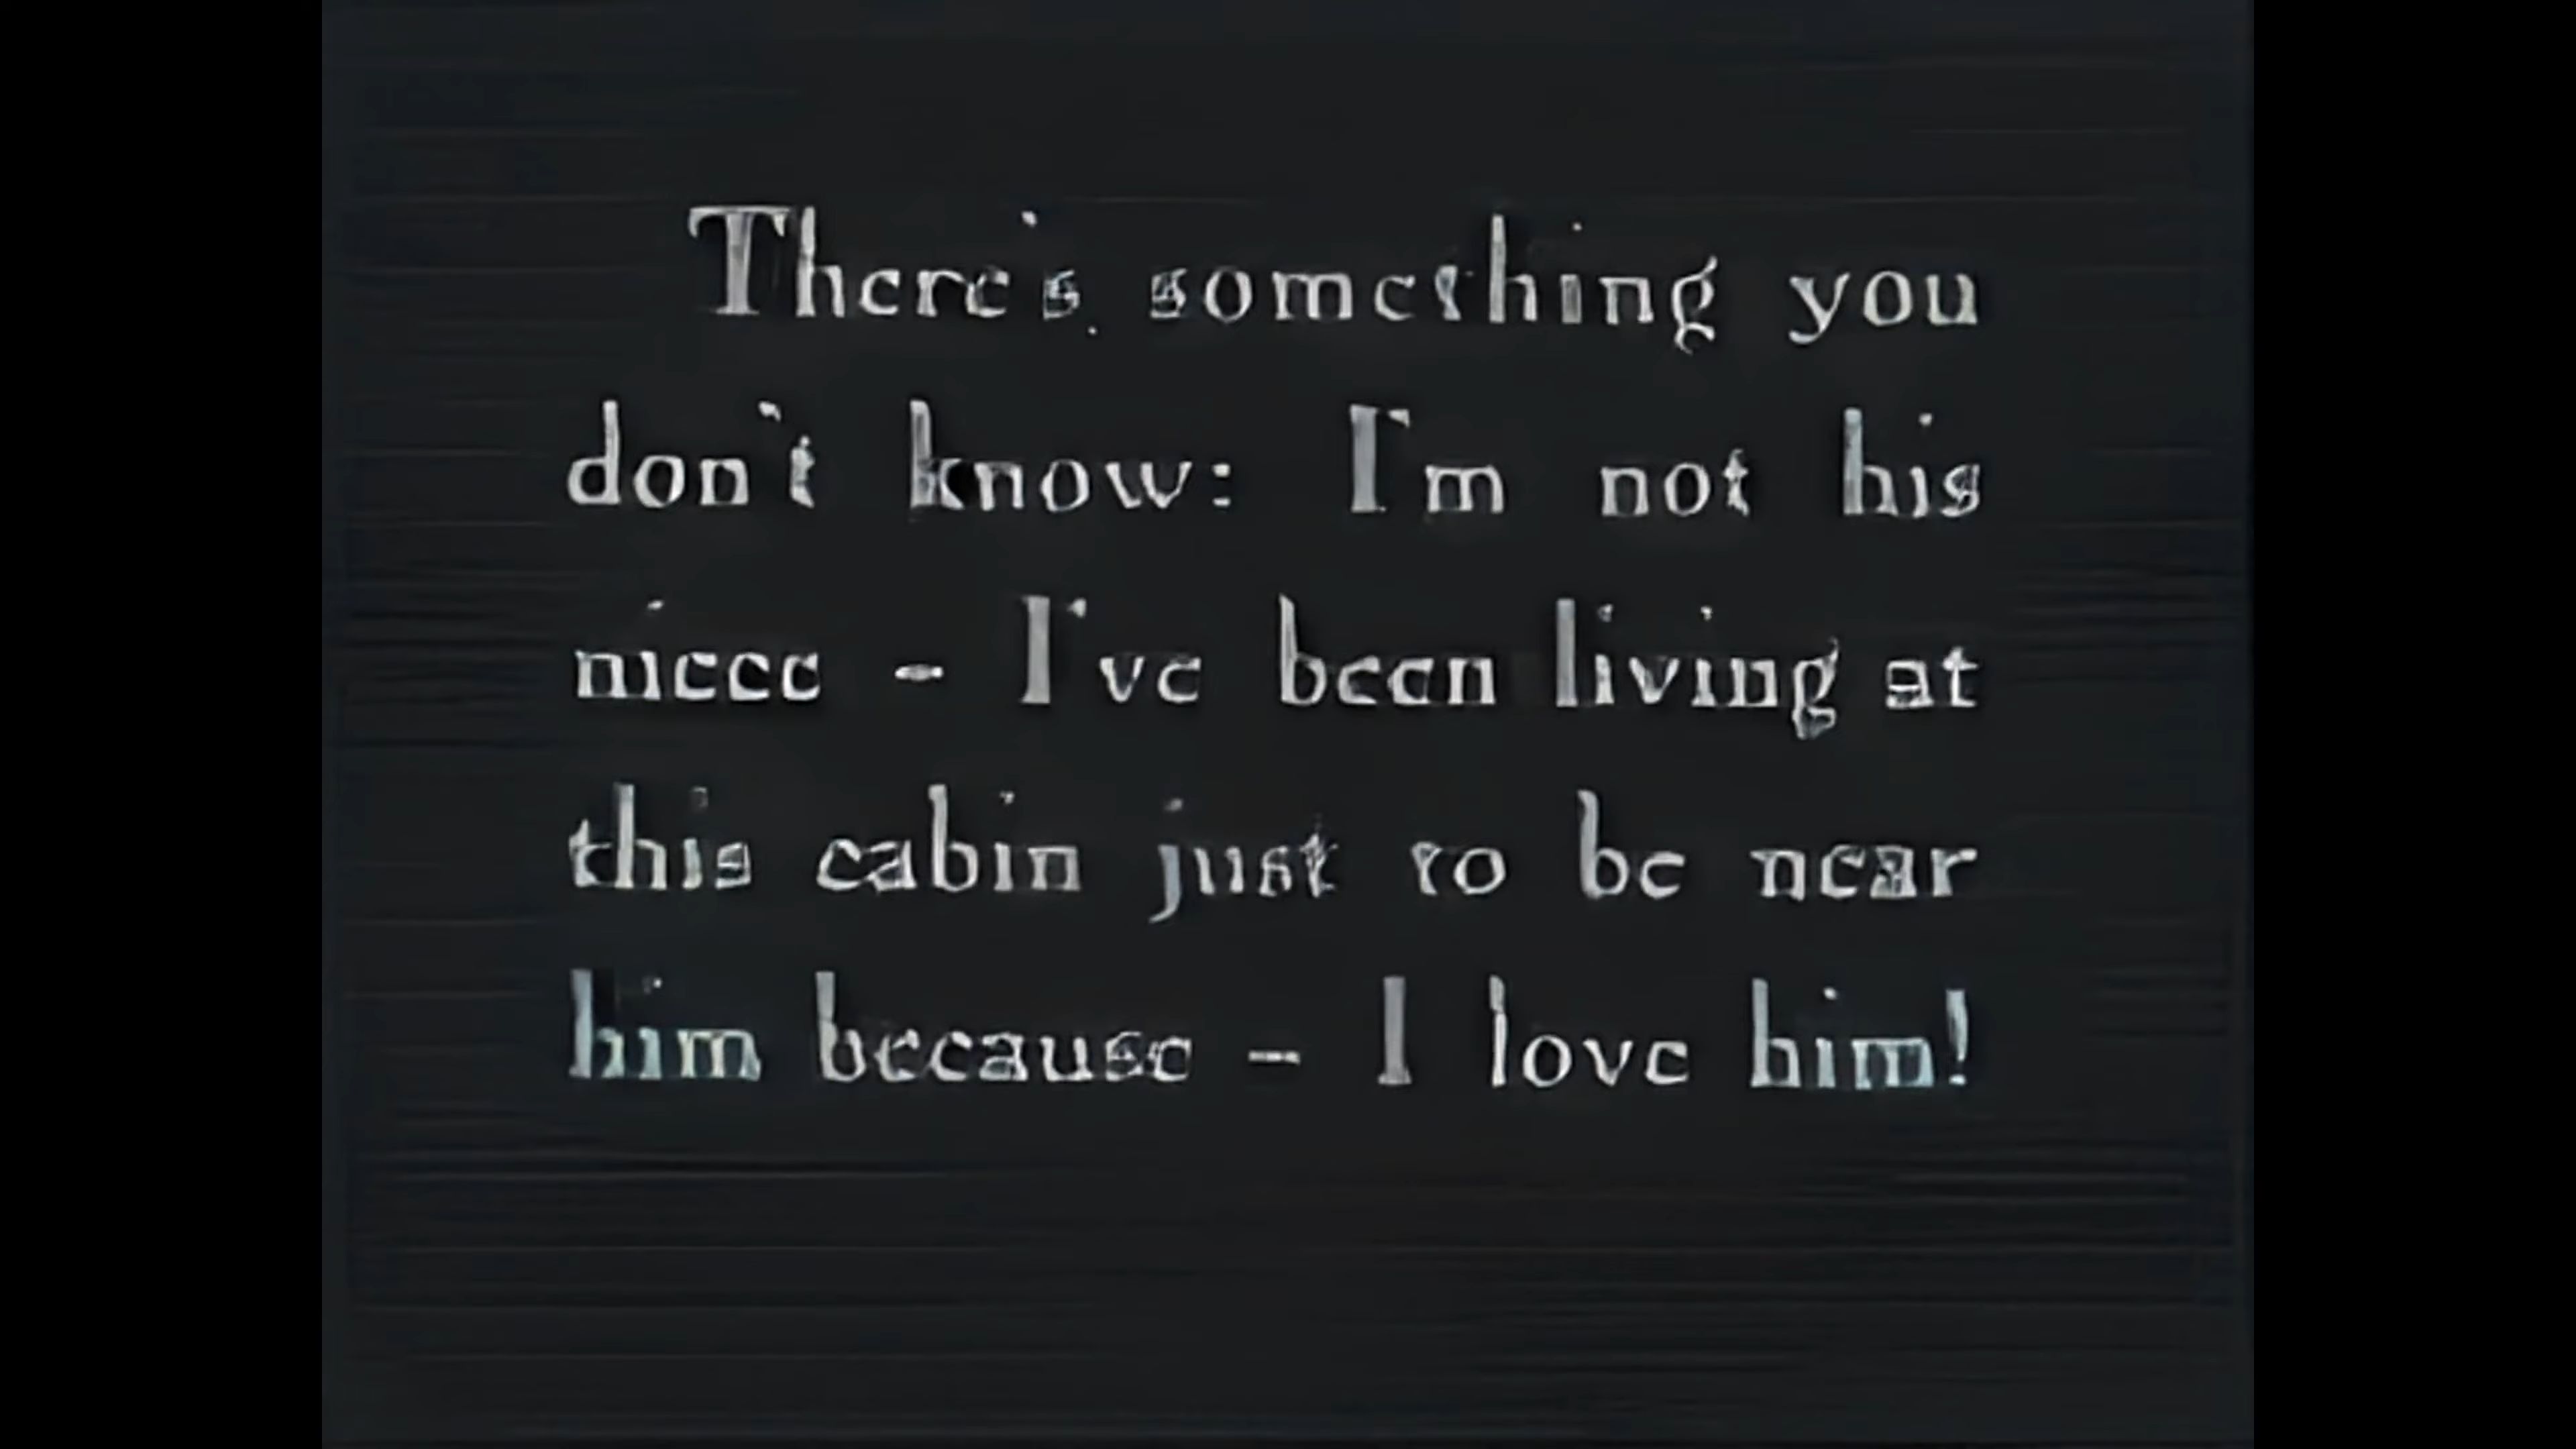 There's something you
don't know: I'm not his
niece - I've been living at
this cabin just to be near
him because - I love him!